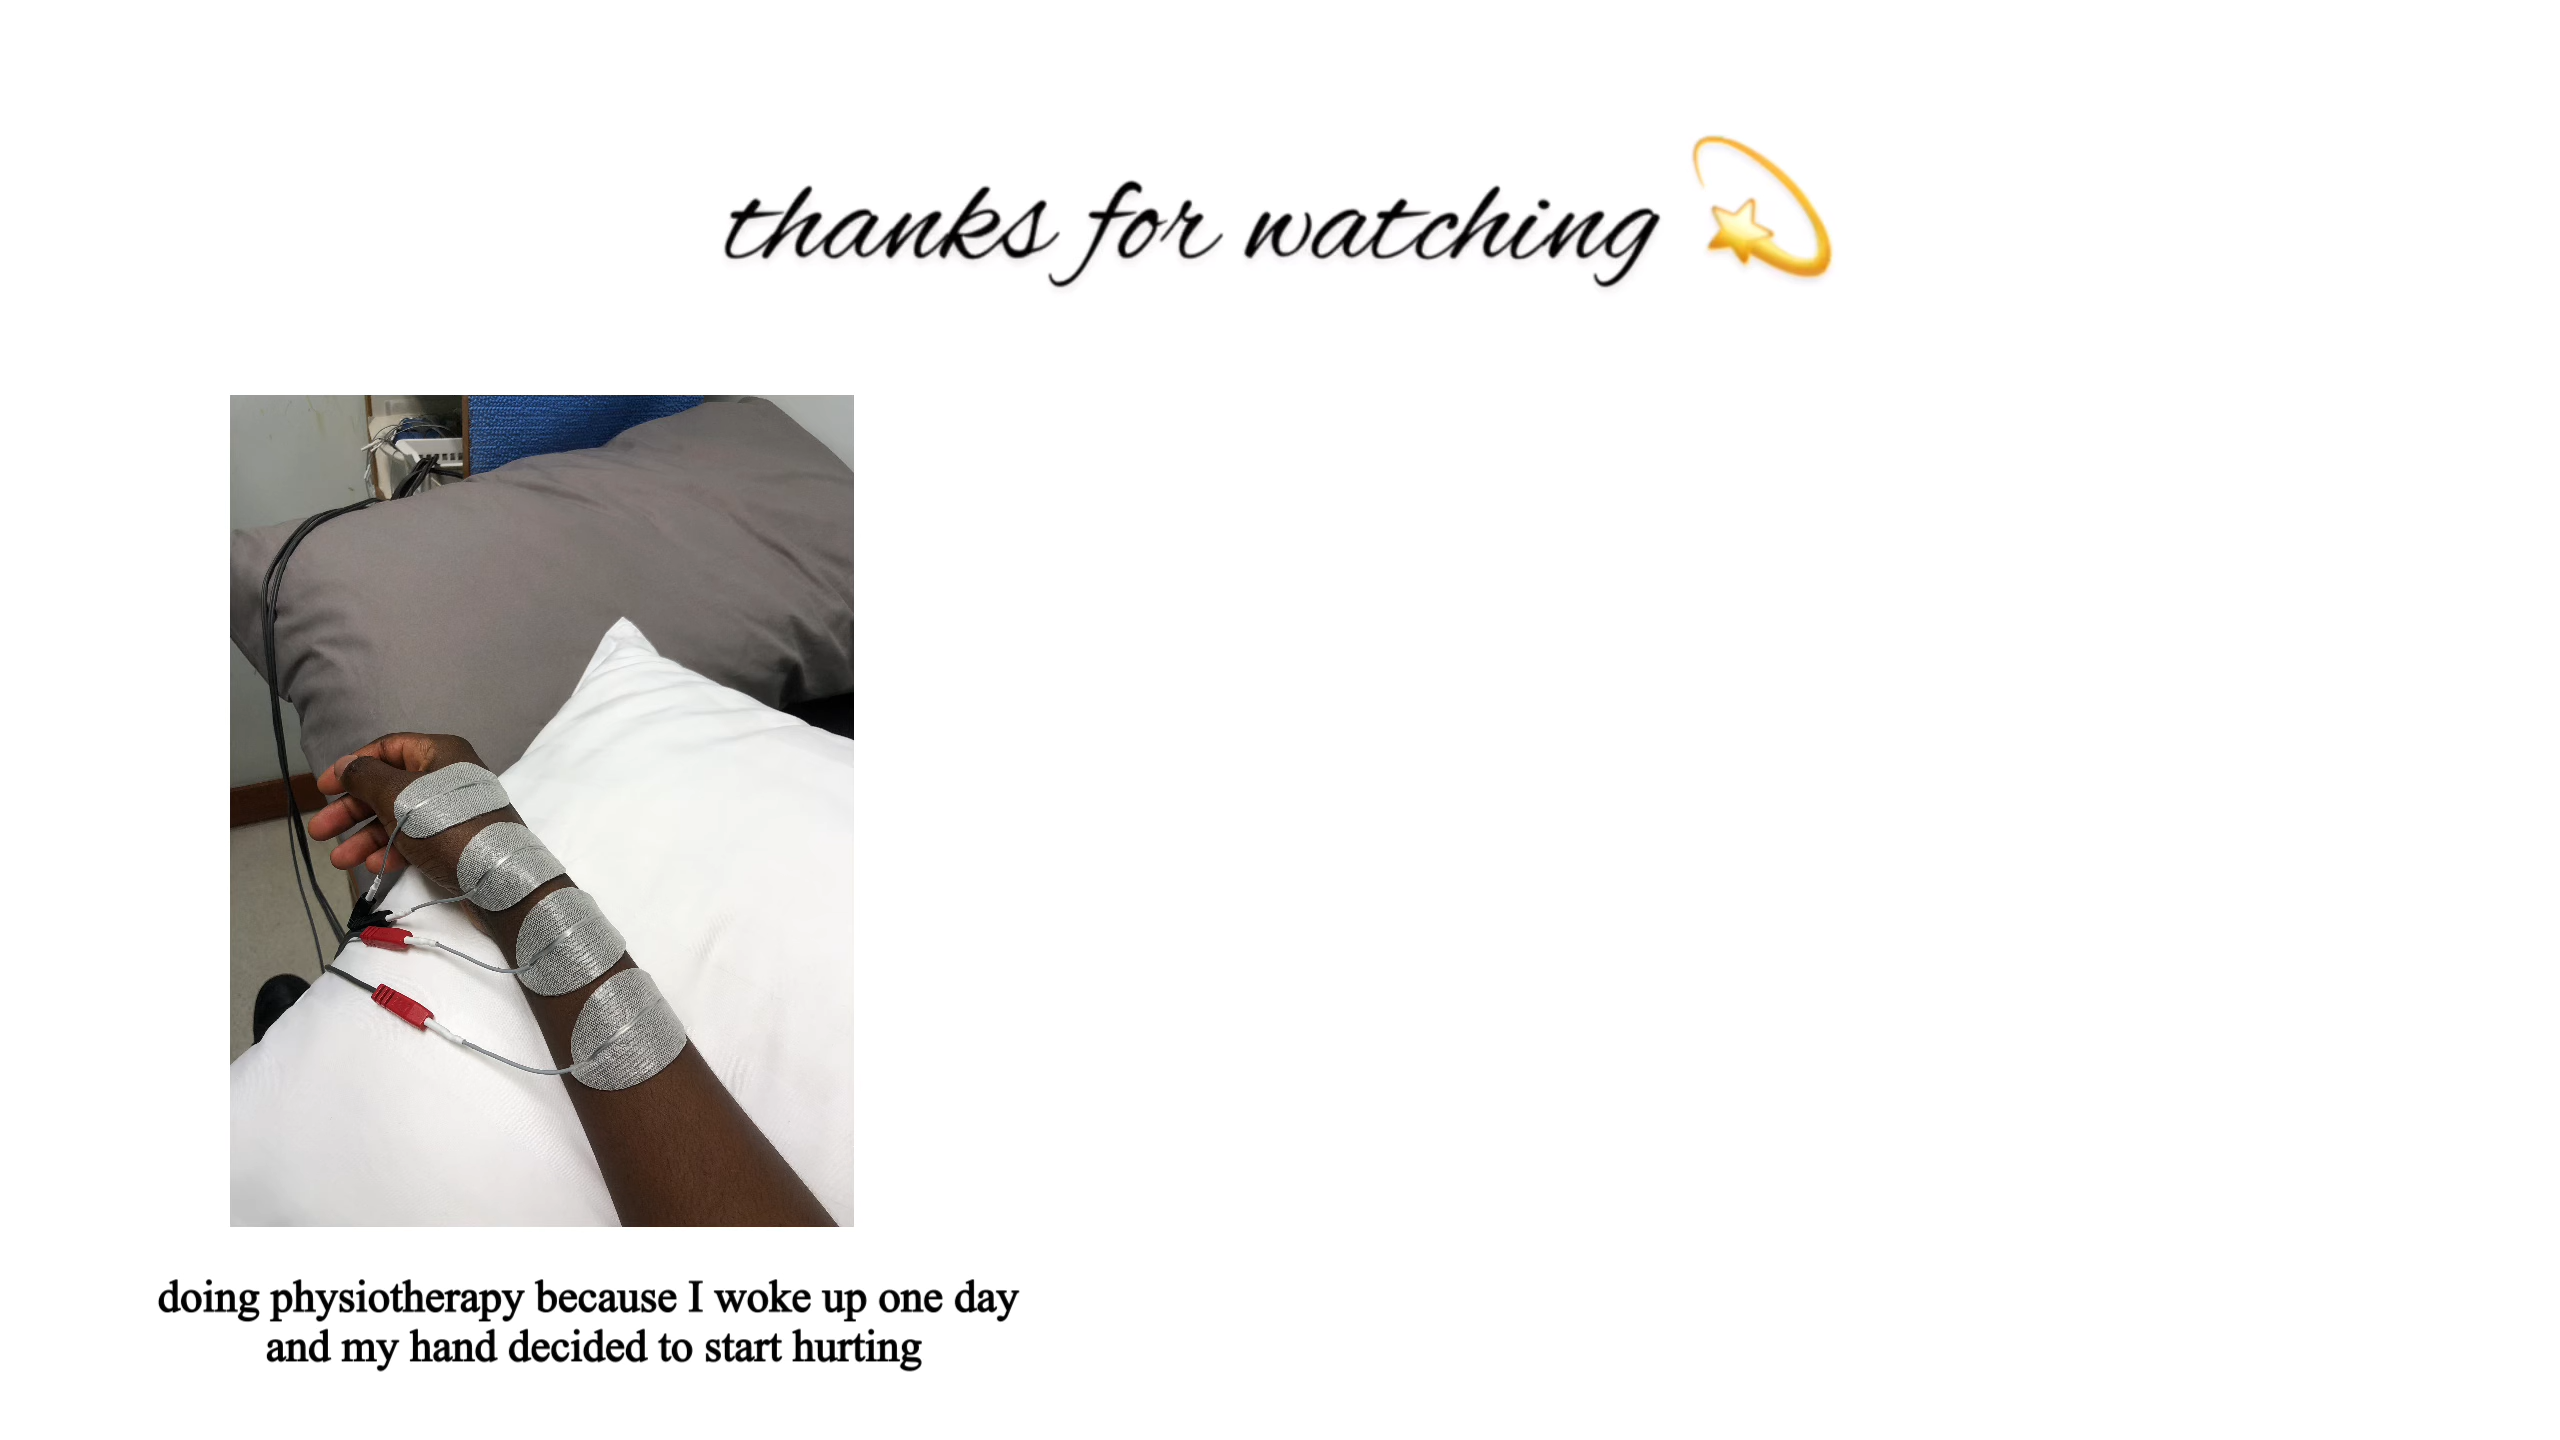 thanks for watching 💫
doing physiotherapy because I woke up one day
and my hand decided to start hurting